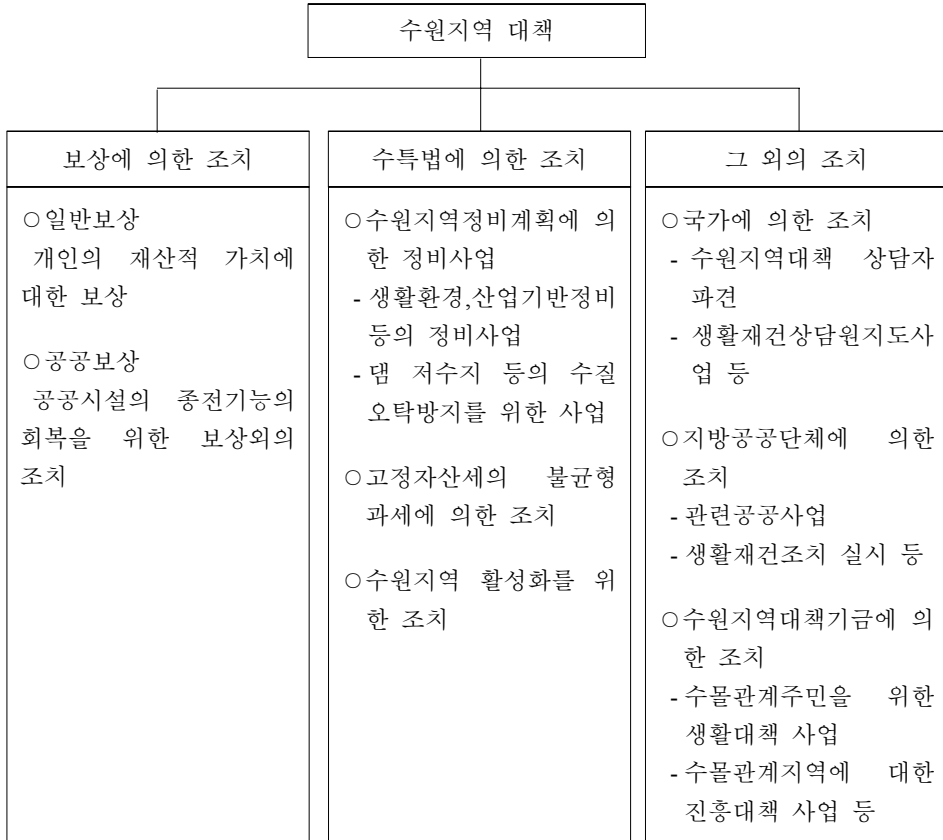 수원지역 대책
보상에 의한 조치
○일반보상
개인의 재산적 가치에
대한 보상
○공공보상
공공시설의 종전기능의
회복을 위한 보상외의
조치
수특법에 의한 조치
○수원지역정비계획에 의
한 정비사업
- 생활환경,산업기반정비
등의 정비사업
- 댐 저수지 등의 수질
오탁방지를 위한 사업
○고정자산세의 불균형
과세에 의한 조치
○수원지역 활성화를 위
한 조치
그 외의 조치
○국가에 의한 조치
- 수원지역대책 상담자
파견
- 생활재건상담원지도사
업 등
○지방공공단체에 의한
조치
- 관련공공사업
- 생활재건조치 실시 등
○수원지역대책기금에 의
한 조치
- 수몰관계주민을 위한
생활대책 사업
- 수몰관계지역에 대한
진흥대책 사업 등